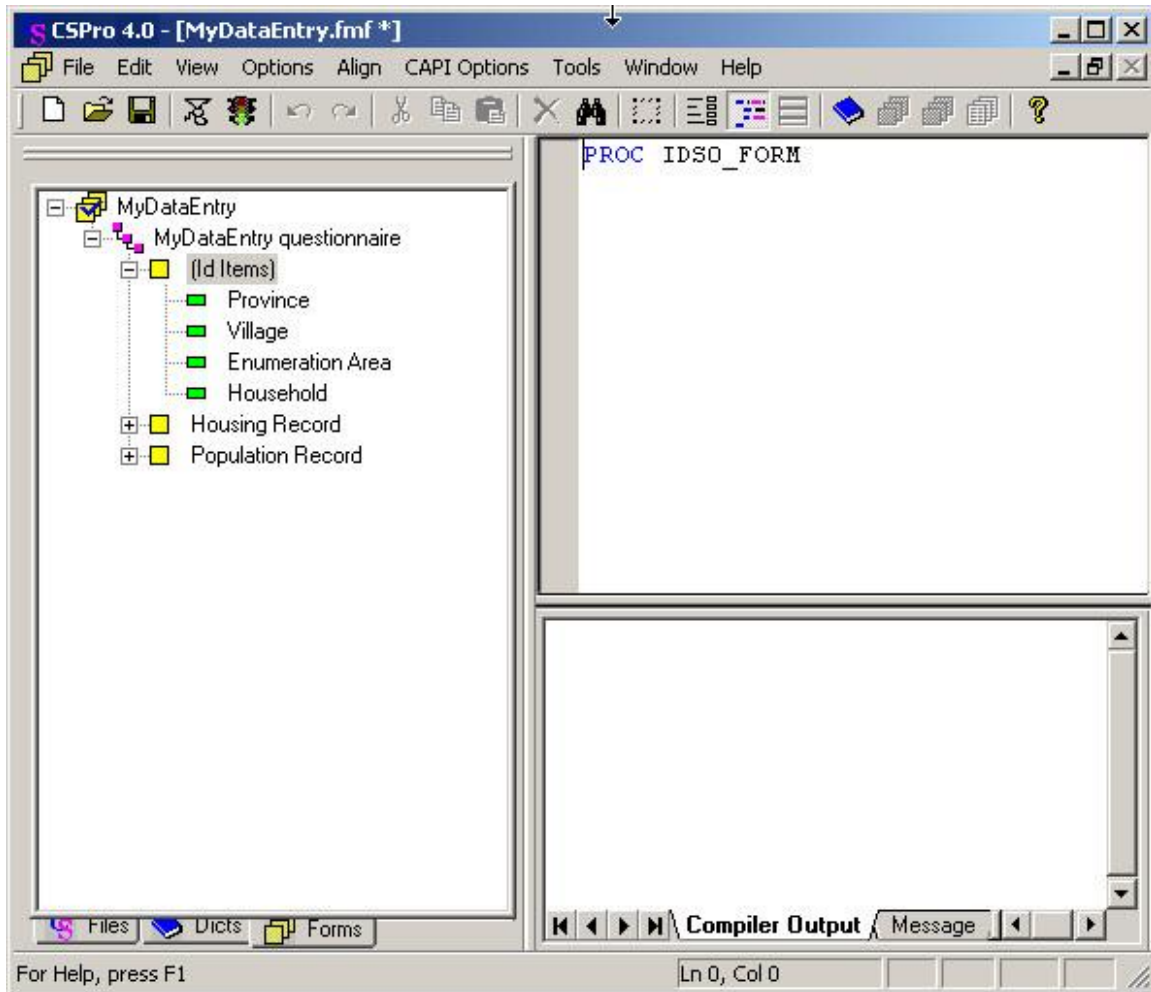 CSPro 4.0 - [MyDataEntry.fmf *]
File Edit View Options Align CAPI Options Tools Window Help
PROC IDS0_FORM
MyDataEntry
MyDataEntry questionnaire
(Id Items)
Province
Village
Enumeration Area
Household
Housing Record
Population Record
Files Dicts Forms
Compiler Output Message
For Help, press F1
Ln 0, Col 0